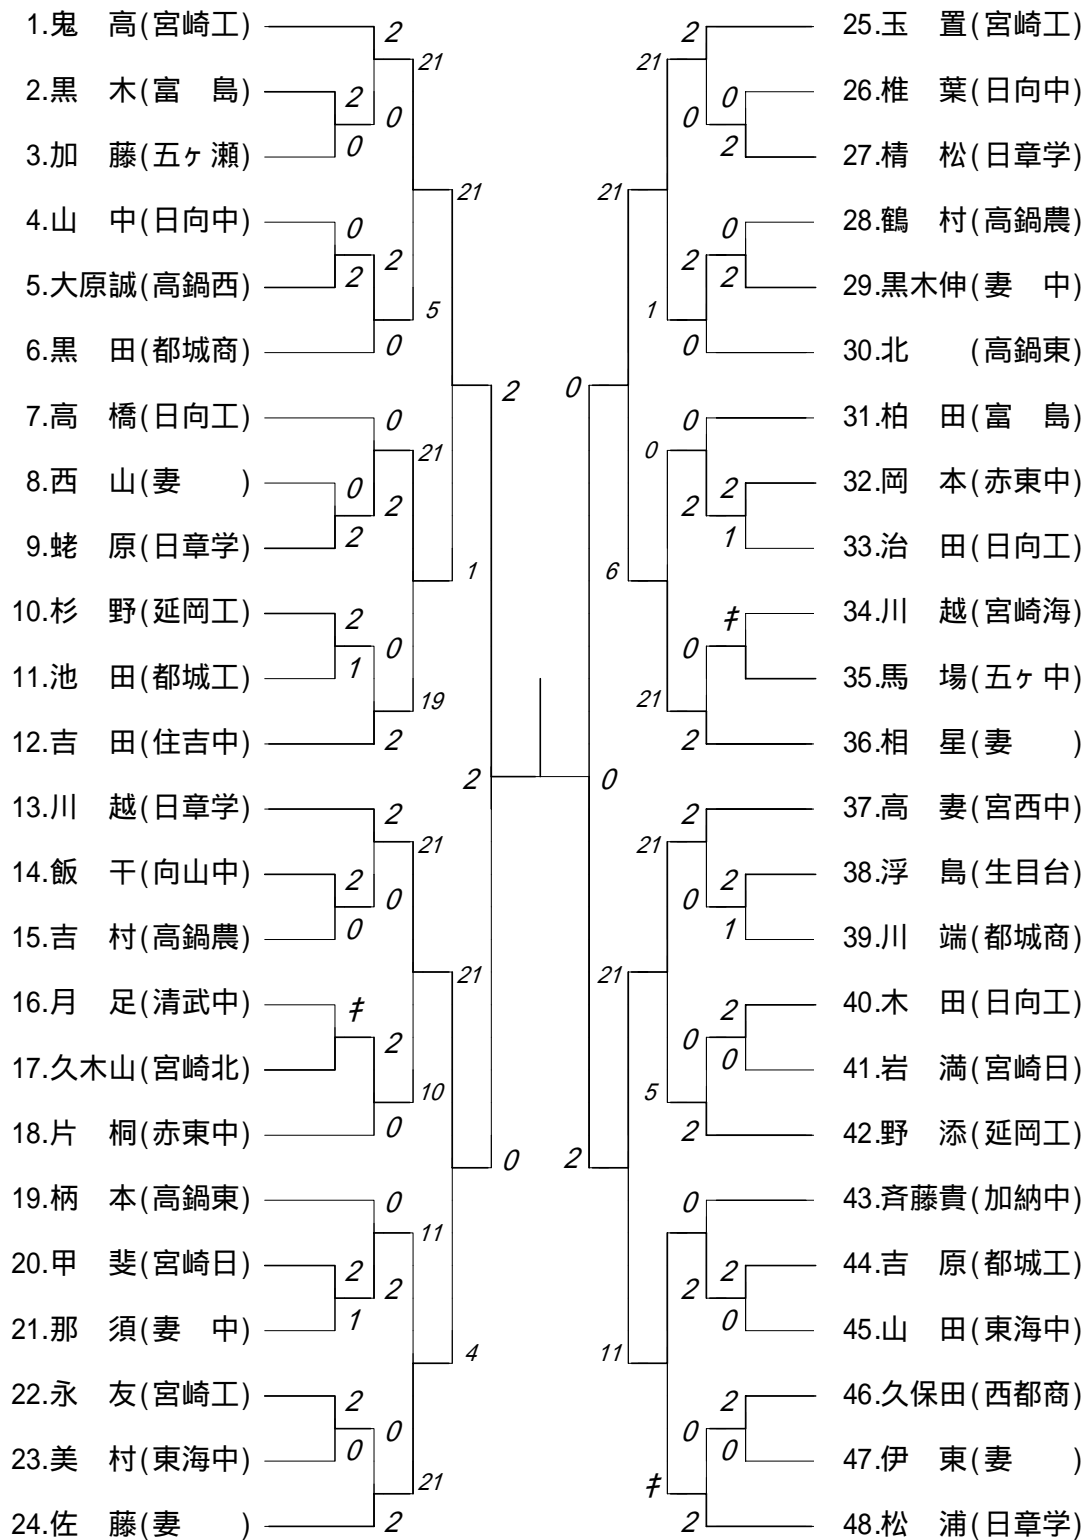 1.鬼　高(宮崎工)
2.黒　木(富　島)
3.加　藤(五ヶ瀬)
4.山　中(日向中)
5.大原誠(高鍋西)
6.黒　田(都城商)
7.高　橋(日向工)
8.西　山(妻　　)
9.蛯　原(日章学)
10.杉　野(延岡工)
11.池　田(都城工)
12.吉　田(住吉中)
13.川　越(日章学)
14.飯　干(向山中)
15.吉　村(高鍋農)
16.月　足(清武中)
17.久木山(宮崎北)
18.片　桐(赤東中)
19.柄　本(高鍋東)
20.甲　斐(宮崎日)
21.那　須(妻　中)
22.永　友(宮崎工)
23.美　村(東海中)
24.佐　藤(妻　　)
2
2 0
0
0
2 2
0
0
0 2
2
2 0
1
2
2
2 0
0
キ 2
0
0
2 2
1
2 0
0
2
21
5
21
19
21
10
11
21
21
1
21
4
2
0
2
0
0
2
21
6
21
11
21
1
0
21
21
5
キ
2
0 0
2
0
2 2
0
0
2 2
1
キ 0
2
2
0 2
1
2 0
0
2
0
2 2
0
2 0
0
2
25.玉　置(宮崎工)
26.椎　葉(日向中)
27.棈　松(日章学)
28.鶴　村(高鍋農)
29.黒木伸(妻　中)
30.北　　(高鍋東)
31.柏　田(富　島)
32.岡　本(赤東中)
33.治　田(日向工)
34.川　越(宮崎海)
35.馬　場(五ヶ中)
36.相　星(妻　　)
37.高　妻(宮西中)
38.浮　島(生目台)
39.川　端(都城商)
40.木　田(日向工)
41.岩　満(宮崎日)
42.野　添(延岡工)
43.斉藤貴(加納中)
44.吉　原(都城工)
45.山　田(東海中)
46.久保田(西都商)
47.伊　東(妻　　)
48.松　浦(日章学)